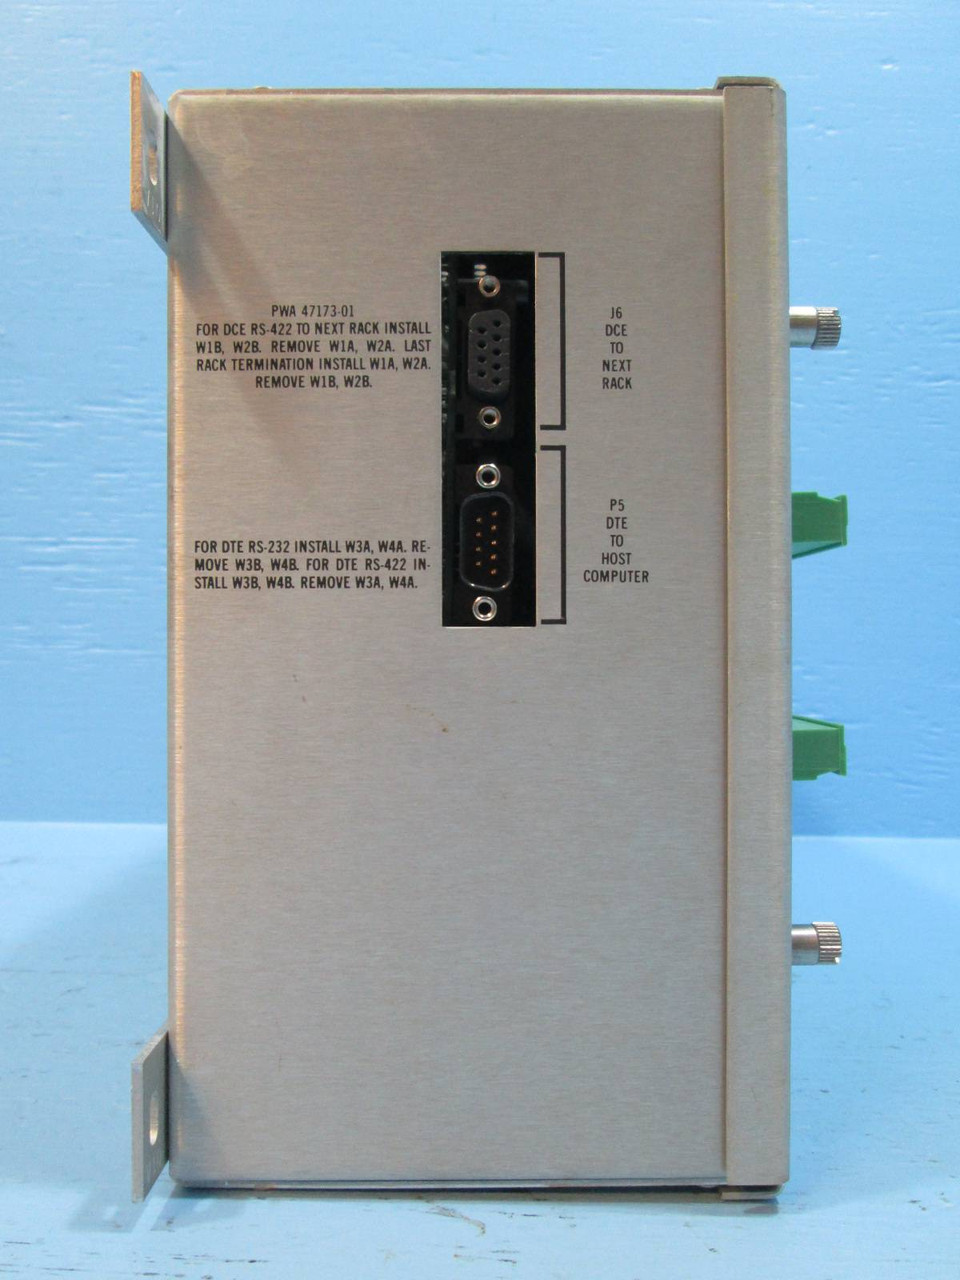 PWA 47173-01
FOR DCE RS-422 TO NEXT RACK INSTALL
W1B, W2B. REMOVE W1A, W2A. LAST
RACK TERMINATION INSTALL W1A, W2A.
REMOVE W1B, W2B.
J6
DCE
TO
NEXT
RACK
FOR DTE RS-232 INSTALL W3A, W4A. RE-
MOVE W3B, W4B. FOR DTE RS-422 IN-
STALL W3B, W4B. REMOVE W3A, W4A.
P5
DTE
TO
HOST
COMPUTER